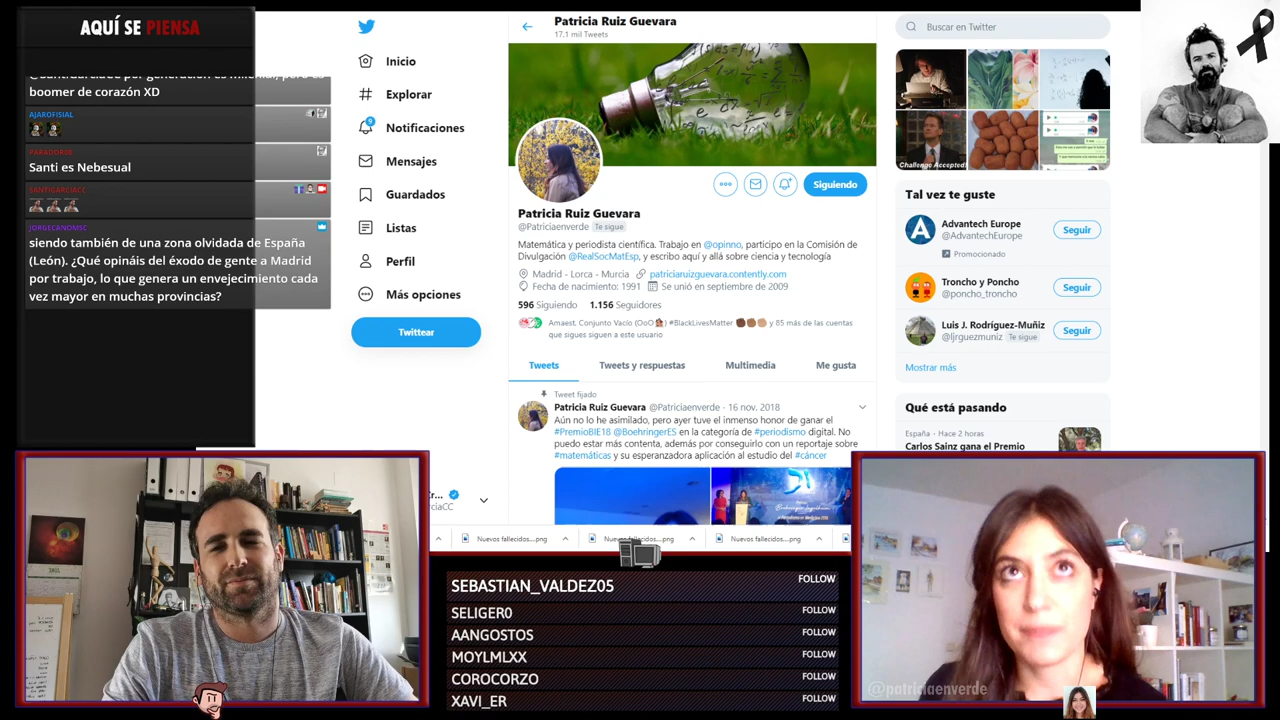 AQUÍ SE PIENSA
boomer de corazón XD
AJAROFISIAL
Santi es Nebesual
SANTIGARCIACC
JORGECANOMSC
siendo también de una zona olvidada de España
(León). ¿Qué opináis del éxodo de gente a Madrid
por trabajo, lo que genera un envejecimiento cada
vez mayor en muchas provincias?
Inicio
Explorar
9
Notificaciones
Mensajes
Guardados
Listas
Perfil
Más opciones
Twittear
Patricia Ruiz Guevara
17.1 mil Tweets
Siguiendo
Patricia Ruiz Guevara
@Patriciaenverde Te sigue
Matemática y periodista científica. Trabajo en @opinno, participo en la Comisión de
Divulgación @RealSocMatEsp, y escribo aquí y allá sobre ciencia y tecnología
Madrid - Lorca - Murcia patriciaruizguevara.contently.com
Fecha de nacimiento: 1991 Se unió en septiembre de 2009
596 Siguiendo 1.156 Seguidores
Amaest, Conjunto Vacío (OoO) #BlackLivesMatter y 85 más de las cuentas
que sigues siguen a este usuario
Tweets Tweets y respuestas Multimedia Me gusta
Tweet fijado
Patricia Ruiz Guevara @Patriciaenverde · 16 nov. 2018
Aún no lo he asimilado, pero ayer tuve el inmenso honor de ganar el
#PremioBIE18 @BoehringerES en la categoría de #periodismo digital. No
puedo estar más contenta, además por conseguirlo con un reportaje sobre
#matemáticas y su esperanzadora aplicación al estudio del #cáncer
Buscar en Twitter
Challenge Accepted!
Tal vez te guste
Advantech Europe
@AdvantechEurope
Promocionado
Seguir
Troncho y Poncho
@poncho_troncho
Seguir
Luis J. Rodríguez-Muñiz
@ljrguezmuniz Te sigue
Seguir
Mostrar más
Qué está pasando
España · Hace 2 horas
Carlos Sainz gana el Premio
Nuevos fallecidos....png
Nuevos fallecidos....png
Nuevos fallecidos....png
SEBASTIAN_VALDEZ05 FOLLOW
SELIGER0 FOLLOW
AANGOSTOS FOLLOW
MOYLMLXX FOLLOW
COROCORZO FOLLOW
XAVI_ER FOLLOW
@patriciaenverde